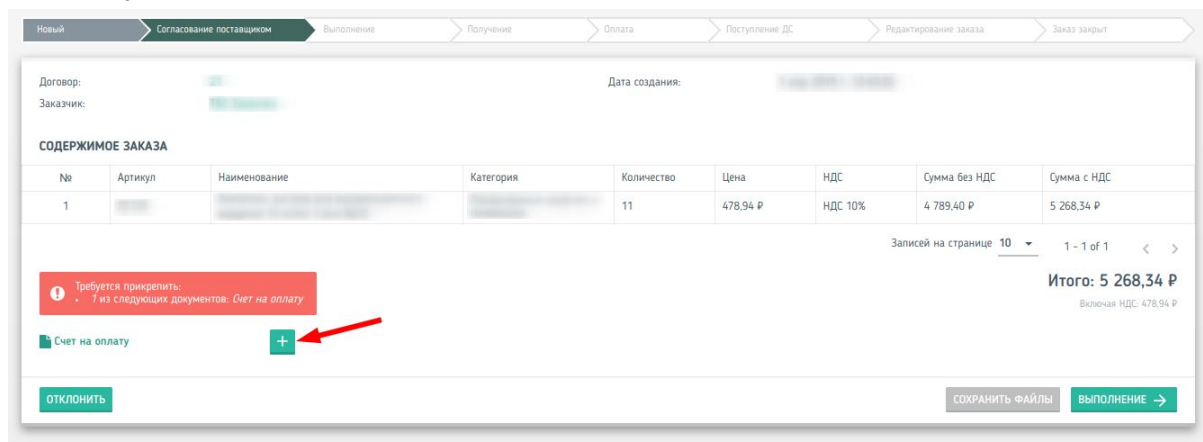 Новый Согласование поставщиком Выполнение Получение Оплата Поступление ДС Редактирование заказа Заказ закрыт
Договор: Дата создания:
Заказчик:
СОДЕРЖИМОЕ ЗАКАЗА
№ Артикул Наименование Категория Количество Цена НДС Сумма без НДС Сумма с НДС
1 11 478,94 ₽ НДС 10% 4 789,40 ₽ 5 268,34 ₽
Записей на странице 10 1 - 1 of 1
Требуется прикрепить: Итого: 5 268,34 ₽
• 1 из следующих документов: Счет на оплату
Включая НДС: 478,94 ₽
Счет на оплату
ОТКЛОНИТЬ СОХРАНИТЬ ФАЙЛЫ ВЫПОЛНЕНИЕ